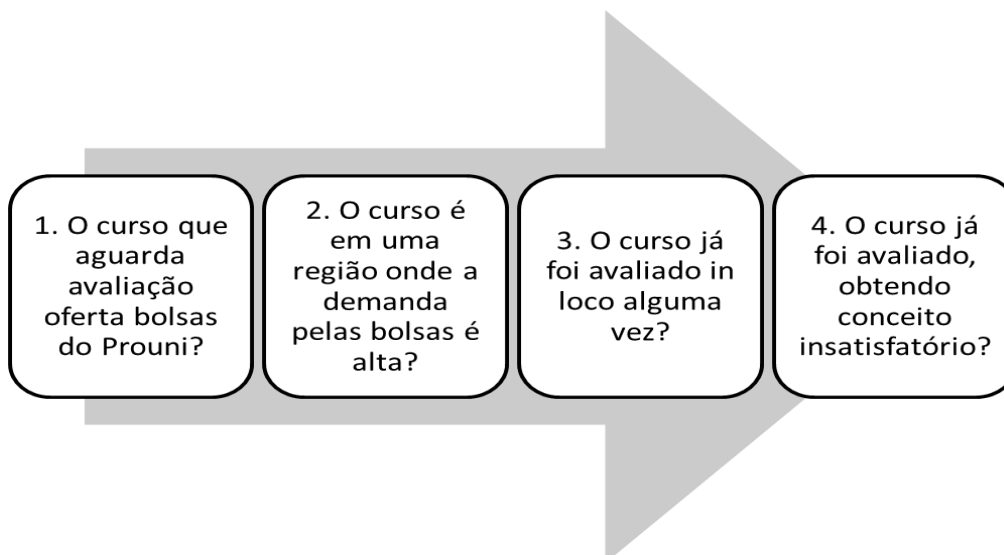 1. O curso que
aguarda
avaliação
oferta bolsas
do Prouni?
2. O curso é
em uma
região onde a
demanda
pelas bolsas é
alta?
3. O curso já
foi avaliado in
loco alguma
vez?
4. O curso já
foi avaliado,
obtendo
conceito
insatisfatório?